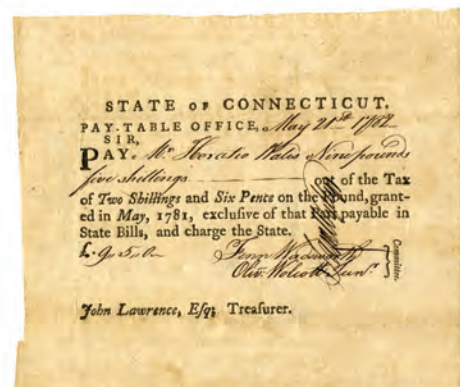 STATE OF CONNECTICUT.
PAY-TABLE OFFICE, May 21st 1782
SIR,
PAY Mr Horatio Wales Nine pounds
five shillings out of the Tax
of Two Shillings and Six Pence on the Pound, grant-
ed in May, 1781, excluſive of that Part payable in
State Bills, and charge the State.
£. 9 „ 5 „ 0
Fenn Wadsworth
Oliv. Wolcott Junr.
Committee.
John Lawrence, Eſq; Treaſurer.